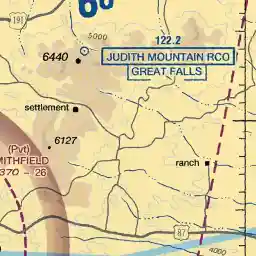 191
5000
122.2
6440
JUDITH MOUNTAIN RCO
GREAT FALLS
settlement
6127
(Pvt)
MITHFIELD
370 - 26
ranch
87
4000